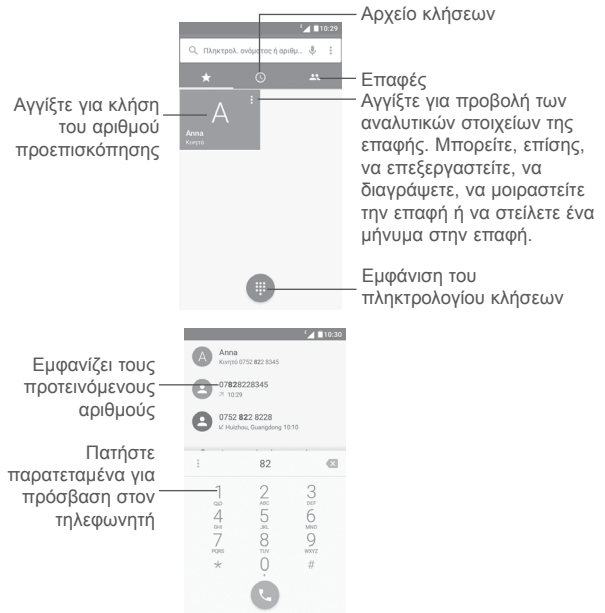 Αρχείο κλήσεων
10:29
Πληκτρολ. ονόματος ή αριθμ...
Επαφές
Αγγίξτε για κλήση
του αριθμού
προεπισκόπησης
A
Anna
Κινητό
Αγγίξτε για προβολή των
αναλυτικών στοιχείων της
επαφής. Μπορείτε, επίσης,
να επεξεργαστείτε, να
διαγράψετε, να μοιραστείτε
την επαφή ή να στείλετε ένα
μήνυμα στην επαφή.
Εμφάνιση του
πληκτρολογίου κλήσεων
10:30
A
Anna
Κινητό 0752 822 8345
Εμφανίζει τους
προτεινόμενους
αριθμούς
07828228345
10:29
0752 822 8228
Huizhou, Guangdong 10:10
Πατήστε
παρατεταμένα για
πρόσβαση στον
τηλεφωνητή
82
1 2 3
ABC DEF
4 5 6
GHI JKL MNO
7 8 9
PQRS TUV WXYZ
* 0 #
+